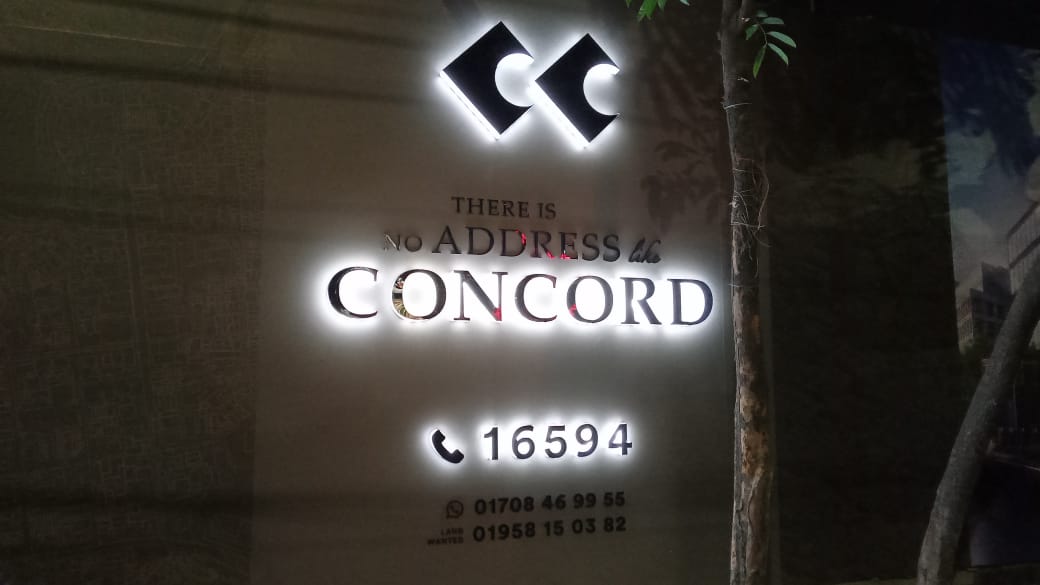 THERE IS
NO ADDRESS like
CONCORD
16594
01708 46 99 55
LAND WANTED 01958 15 03 82